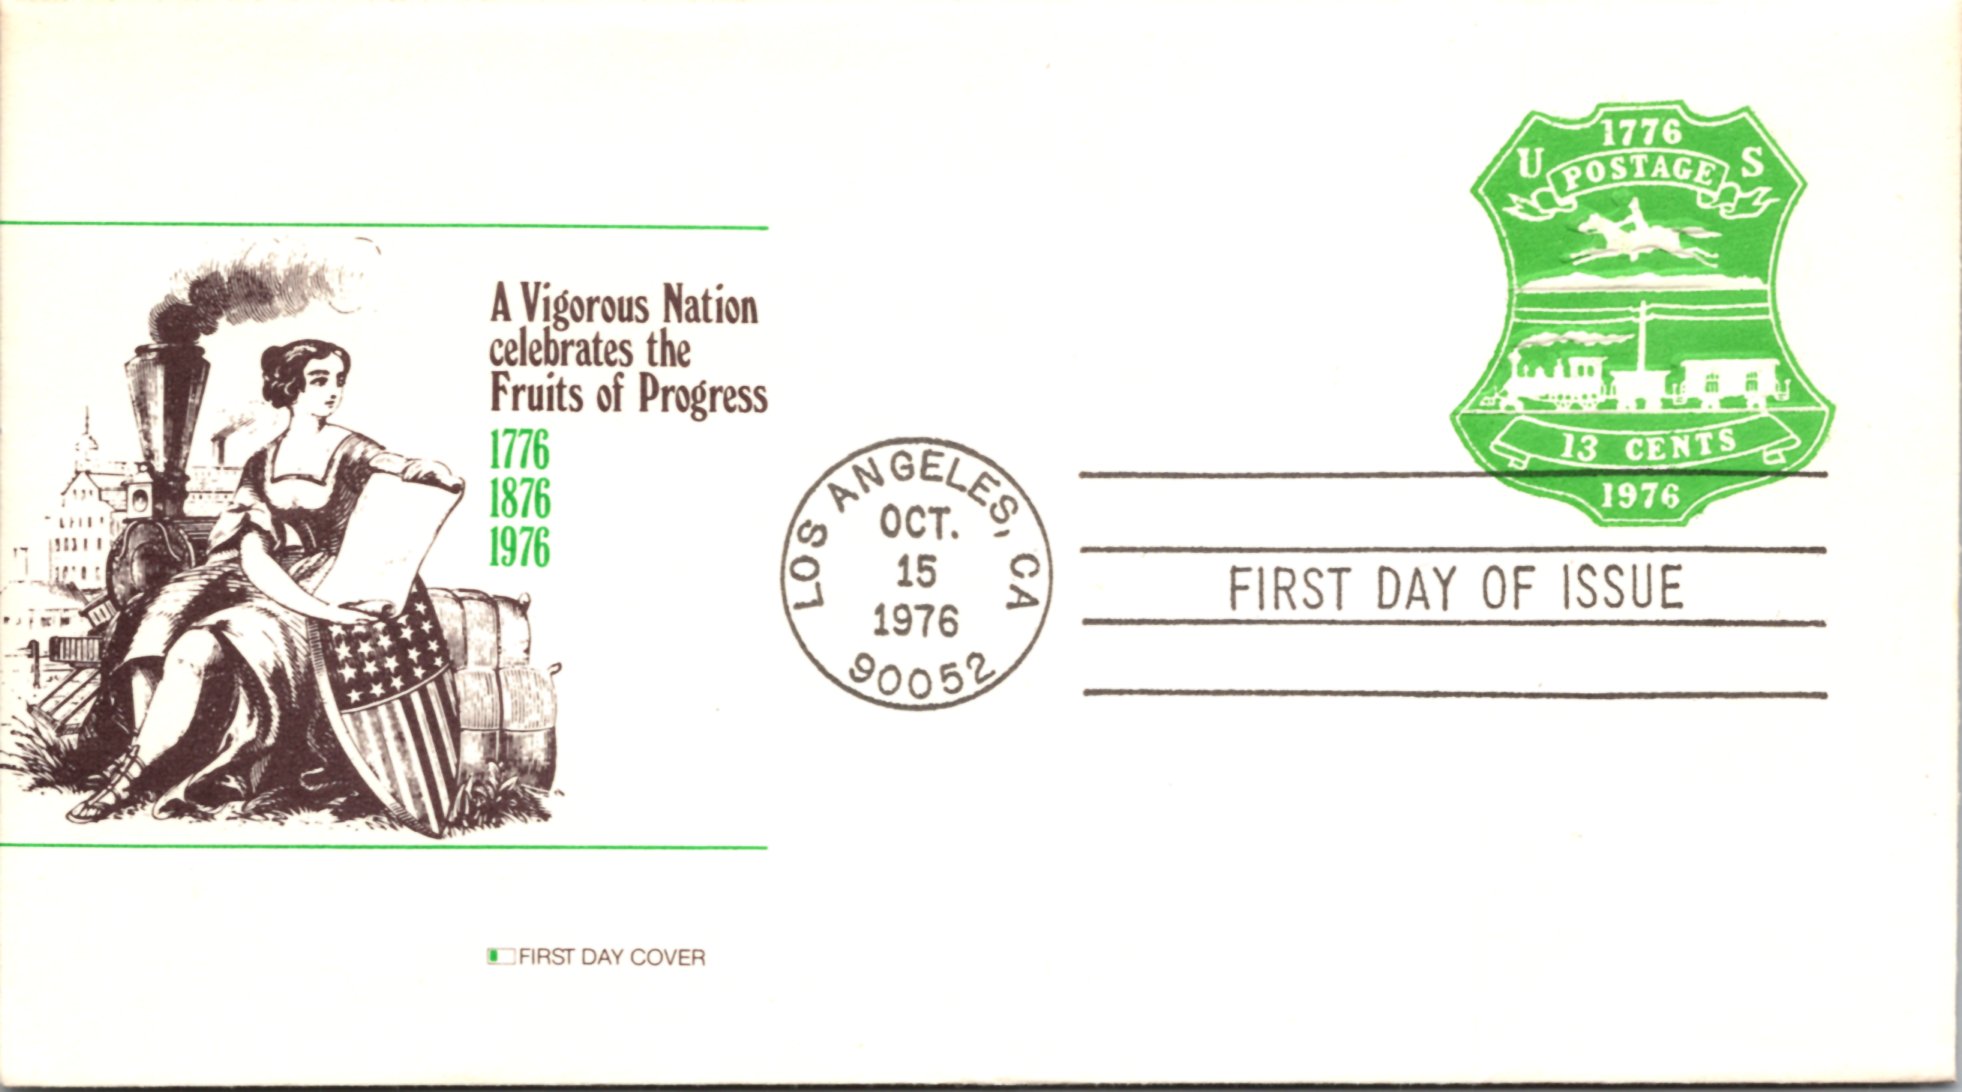 A Vigorous Nation
celebrates the
Fruits of Progress
1776
1876
1976
FIRST DAY COVER
LOS ANGELES, CA
OCT.
15
1976
90052
FIRST DAY OF ISSUE
1776
U S
POSTAGE
13 CENTS
1976